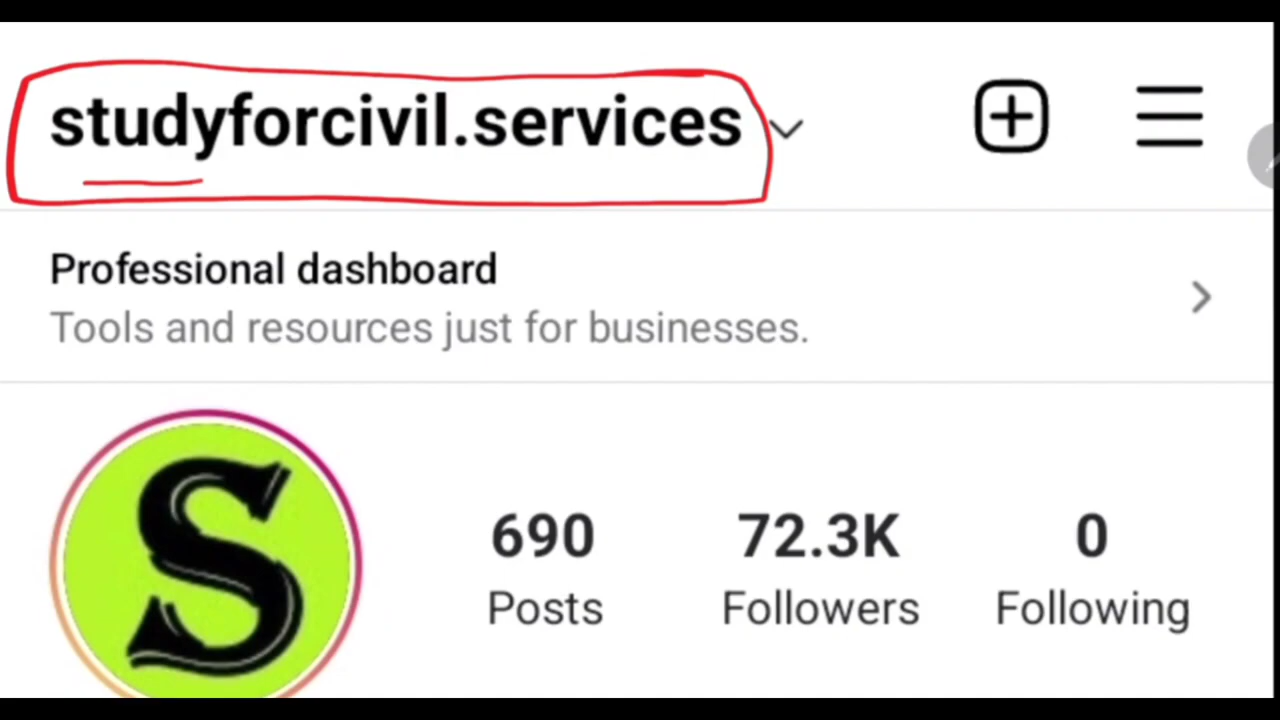 studyforcivil.services
Professional dashboard
Tools and resources just for businesses.
S
690 72.3K 0
Posts Followers Following